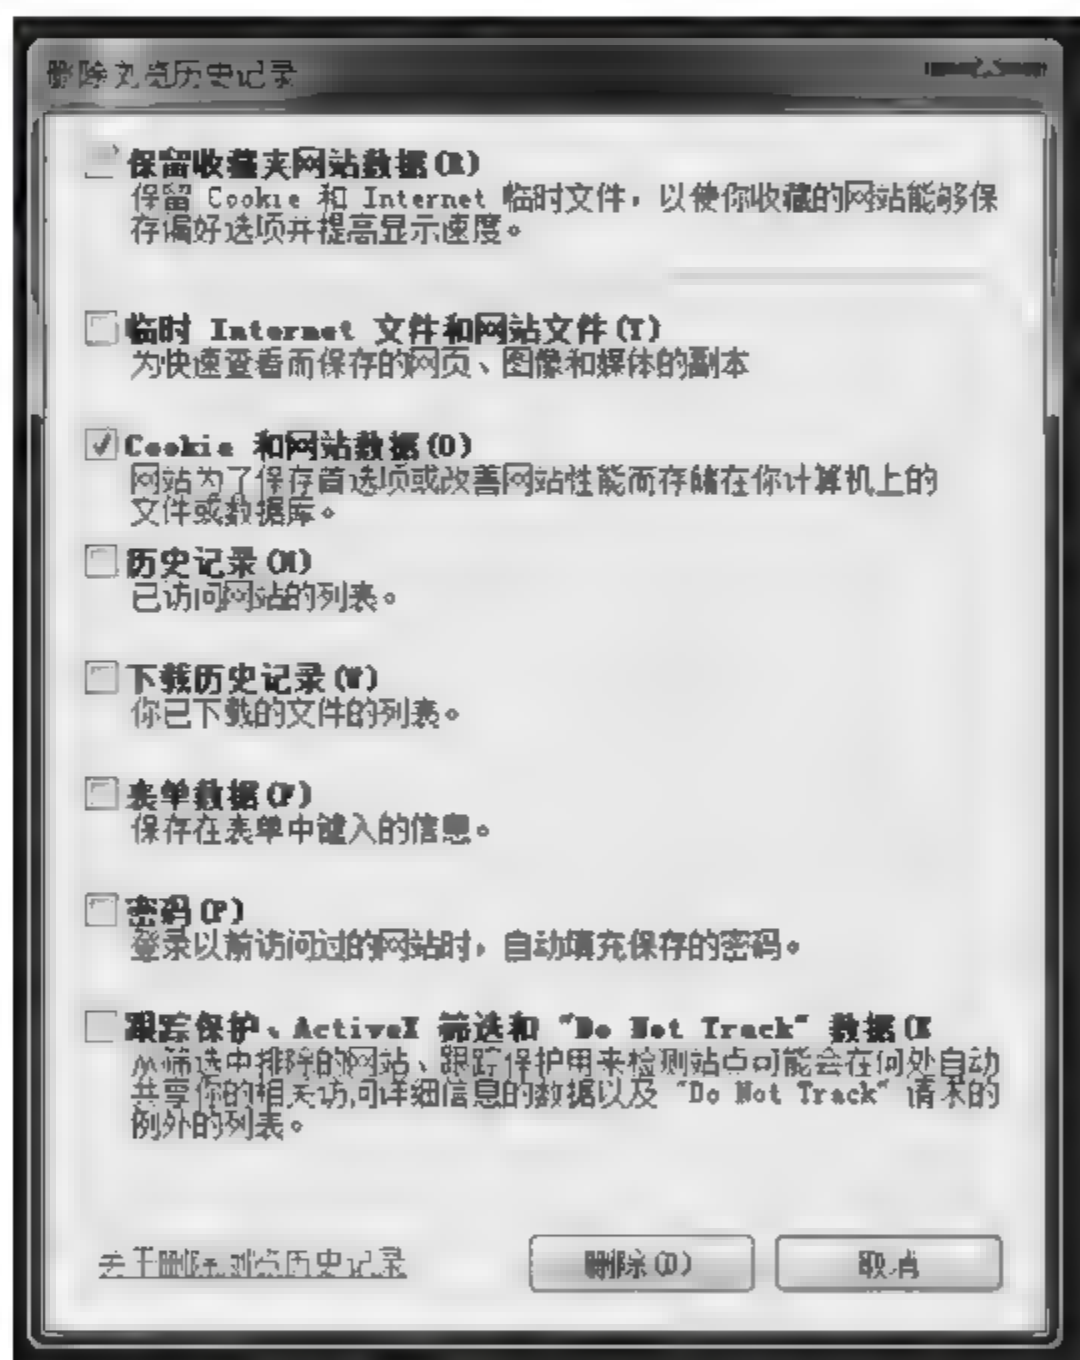 删除浏览历史记录
保留收藏夹网站数据(R)
保留 Cookie 和 Internet 临时文件，以使你收藏的网站能够保
存偏好选项并提高显示速度。
临时 Internet 文件和网站文件(T)
为快速查看而保存的网页、图像和媒体的副本
Cookie 和网站数据(O)
网站为了保存首选项或改善网站性能而存储在你计算机上的
文件或数据库。
历史记录(H)
已访问网站的列表。
下载历史记录(W)
你已下载的文件的列表。
表单数据(F)
保存在表单中键入的信息。
密码(P)
登录以前访问过的网站时，自动填充保存的密码。
跟踪保护、ActiveX 筛选和 "Do Not Track" 数据(K
从筛选中排除的网站、跟踪保护用来检测站点可能会在何处自动
共享你的相关访问详细信息的数据以及 "Do Not Track" 请求的
例外的列表。
关于删除浏览历史记录
删除(D)
取消